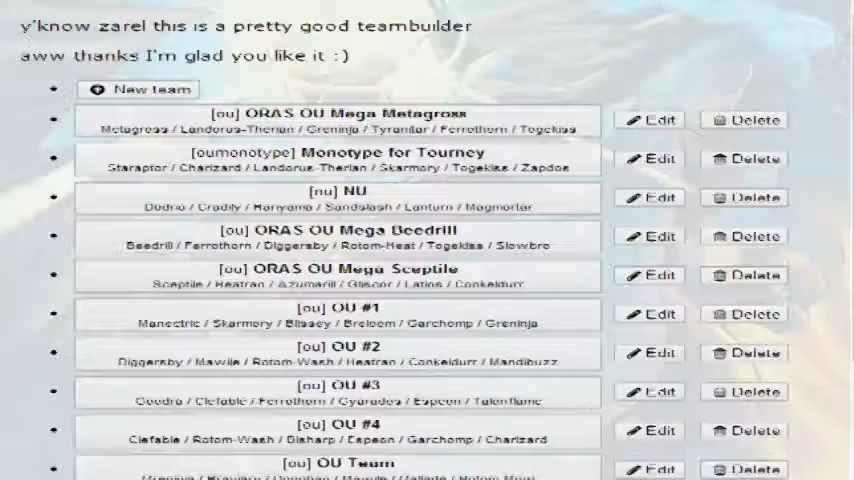 y'know zarel this is a pretty good teambuilder
aww thanks I'm glad you like it :)
New team
[ou] ORAS OU Mega Metagross
Metagross / Landorus-Therian / Greninja / Tyranitar / Ferrothorn / Togekiss
Edit Delete
[oumonotype] Monotype for Tourney
Staraptor / Charizard / Landorus-Therian / Skarmory / Togekiss / Zapdos
Edit Delete
[nu] NU
Dodrio / Cradily / Hariyama / Sandslash / Lanturn / Magmortar
Edit Delete
[ou] ORAS OU Mega Beedrill
Beedrill / Ferrothorn / Diggersby / Rotom-Heat / Togekiss / Slowbro
Edit Delete
[ou] ORAS OU Mega Sceptile
Sceptile / Heatran / Azumarill / Gliscor / Latios / Conkeldurr
Edit Delete
[ou] OU #1
Manectric / Skarmory / Blissey / Breloom / Garchomp / Greninja
Edit Delete
[ou] OU #2
Diggersby / Mawile / Rotom-Wash / Heatran / Conkeldurr / Mandibuzz
Edit Delete
[ou] OU #3
Goodra / Clefable / Ferrothorn / Gyarados / Espeon / Talonflame
Edit Delete
[ou] OU #4
Clefable / Rotom-Wash / Bisharp / Espeon / Garchomp / Charizard
Edit Delete
[ou] OU Team
Edit Delete